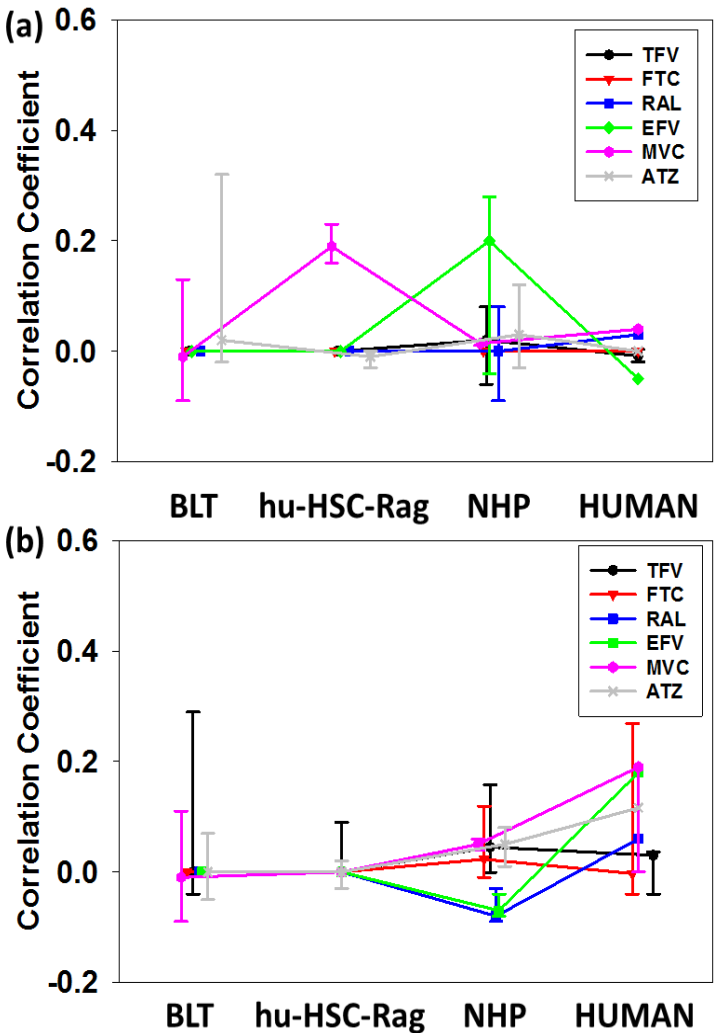 (a)
Correlation Coefficient
0.6
0.4
0.2
0.0
-0.2
TFV
FTC
RAL
EFV
MVC
ATZ
BLT hu-HSC-Rag NHP HUMAN
(b)
Correlation Coefficient
0.6
0.4
0.2
0.0
-0.2
TFV
FTC
RAL
EFV
MVC
ATZ
BLT hu-HSC-Rag NHP HUMAN